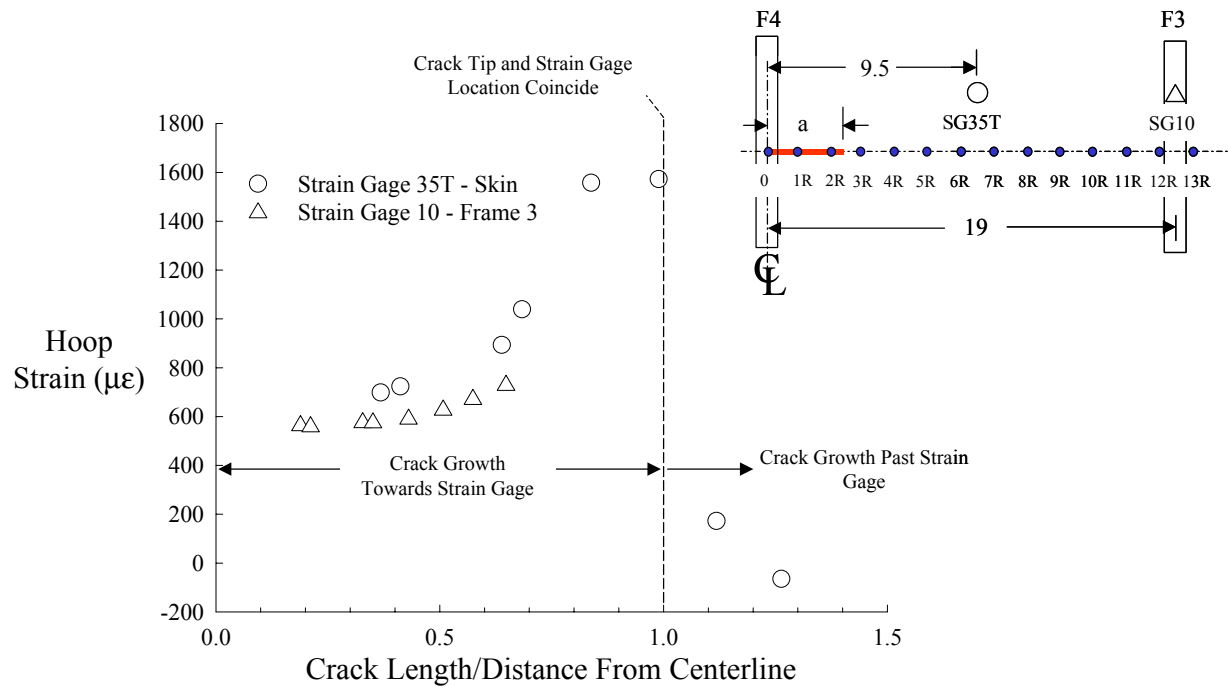 F4
F3
Crack Tip and Strain Gage
Location Coincide
9.5
a
SG35T
SG10
0 1R 2R 3R 4R 5R 6R 7R 8R 9R 10R 11R 12R 13R
19
CL
1800
1600
1400
1200
1000
800
600
400
200
0
-200
Strain Gage 35T - Skin
Strain Gage 10 - Frame 3
Hoop
Strain (με)
Crack Growth
Towards Strain Gage
Crack Growth Past Strain
Gage
0.0 0.5 1.0 1.5
Crack Length/Distance From Centerline